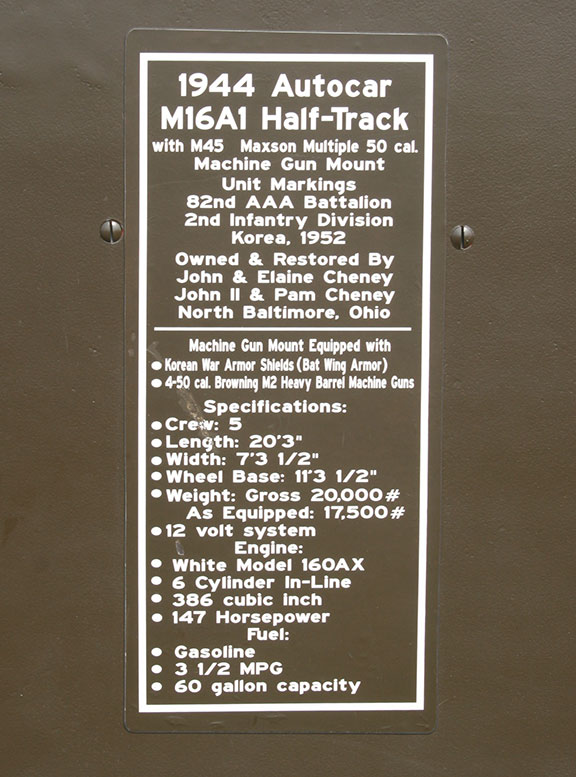 1944 Autocar
M16A1 Half-Track
with M45 Maxson Multiple 50 cal.
Machine Gun Mount
Unit Markings
82nd AAA Battalion
2nd Infantry Division
Korea, 1952
Owned & Restored By
John & Elaine Cheney
John II & Pam Cheney
North Baltimore, Ohio
Machine Gun Mount Equipped with
• Korean War Armor Shields (Bat Wing Armor)
• 4-50 cal. Browning M2 Heavy Barrel Machine Guns
Specifications:
• Crew: 5
• Length: 20'3"
• Width: 7'3 1/2"
• Wheel Base: 11'3 1/2"
• Weight: Gross 20,000#
As Equipped: 17,500#
• 12 volt system
Engine:
• White Model 160AX
• 6 Cylinder In-Line
• 386 cubic inch
• 147 Horsepower
Fuel:
• Gasoline
• 3 1/2 MPG
• 60 gallon capacity